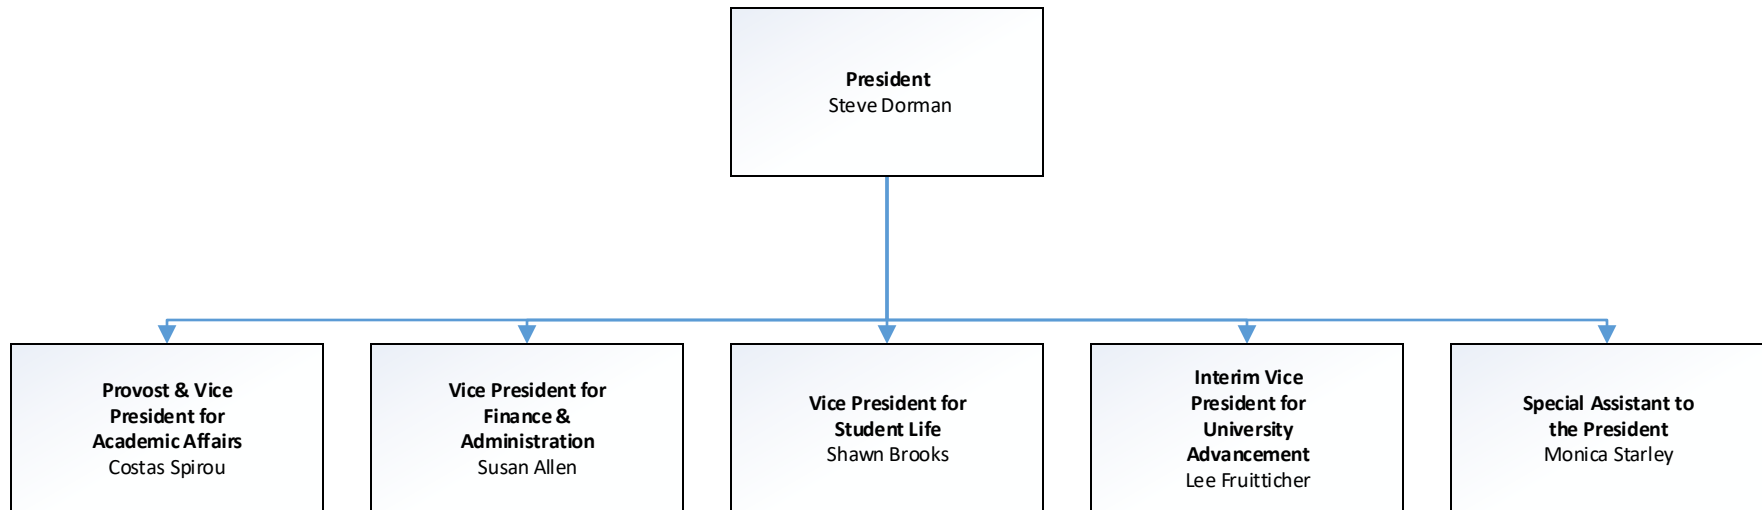 President
Steve Dorman
Provost & Vice
President for
Academic Affairs
Costas Spirou
Vice President for
Finance &
Administration
Susan Allen
Vice President for
Student Life
Shawn Brooks
Interim Vice
President for
University
Advancement
Lee Fruitticher
Special Assistant to
the President
Monica Starley